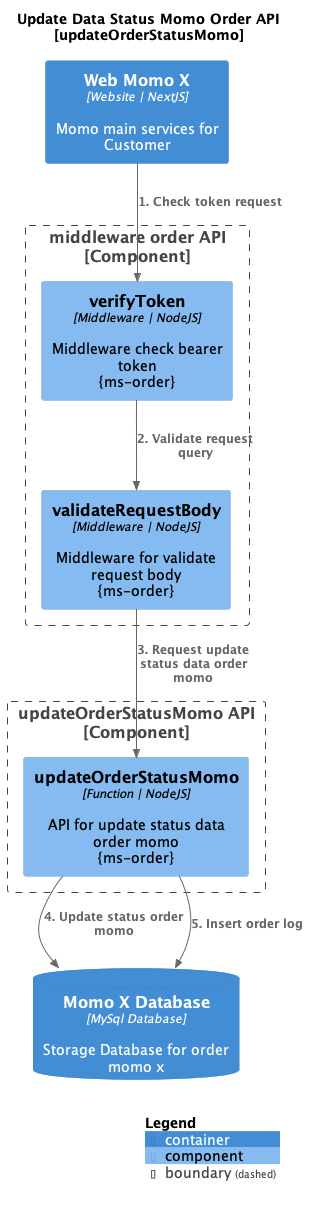 Update Data Status Momo Order API
[updateOrderStatusMomo]
Web Momo X
[Website | NextJS]
Momo main services for
Customer
1. Check token request
middleware order API
[Component]
verifyToken
[Middleware | NodeJS]
Middleware check bearer
token
{ms-order}
2. Validate request
query
validateRequestBody
[Middleware | NodeJS]
Middleware for validate
request body
{ms-order}
3. Request update
status data order
momo
updateOrderStatusMomo API
[Component]
updateOrderStatusMomo
[Function | NodeJS]
API for update status data
order momo
{ms-order}
4. Update status order
momo
5. Insert order log
Momo X Database
[MySql Database]
Storage Database for order
momo x
Legend
container
component
boundary (dashed)